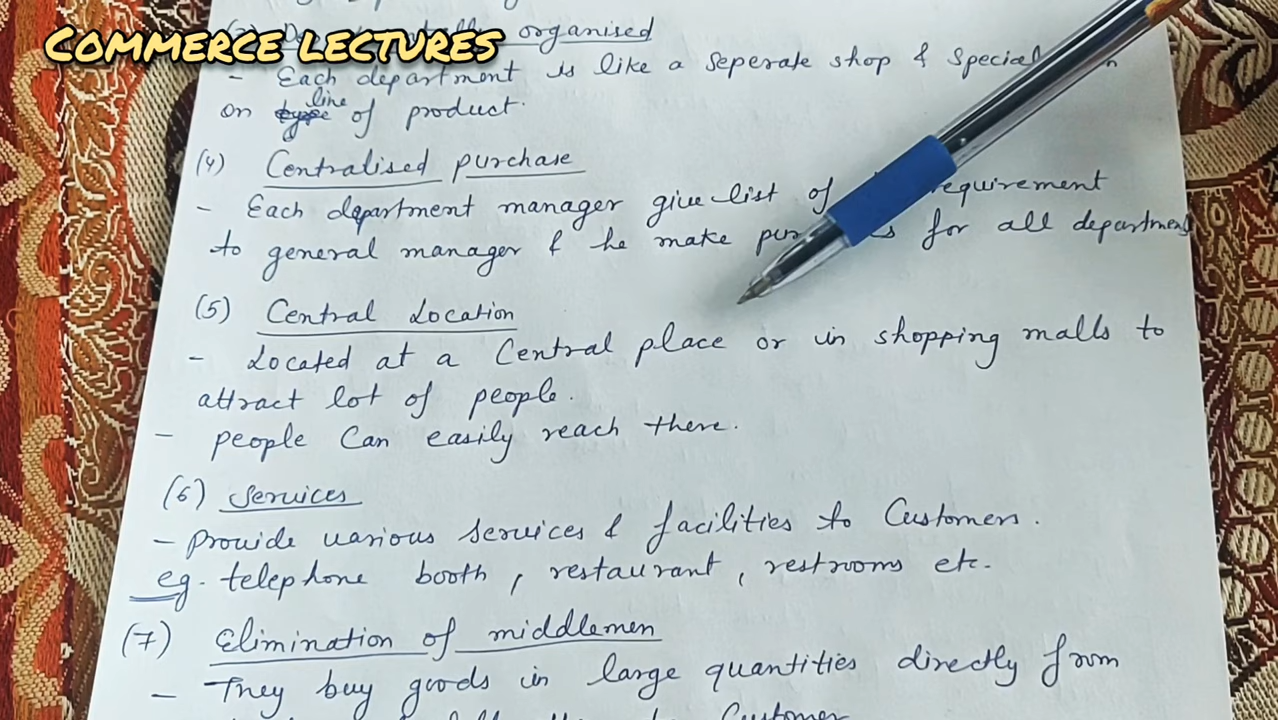 COMMERCE LECTURES
organised
- Each department is like a seperate shop & special
on line of product.
(4) Centralised purchase
- Each department manager give list of requirement
to general manager & he make for all departments
(5) Central Location
- Located at a Central place or in shopping malls to
attract lot of people.
- people can easily reach there.
(6) Services
- Provide various services & facilities to Customers.
eg. telephone booth, restaurant, restrooms etc.
(7) Elimination of middlemen
- They buy goods in large quantities directly from
Customer